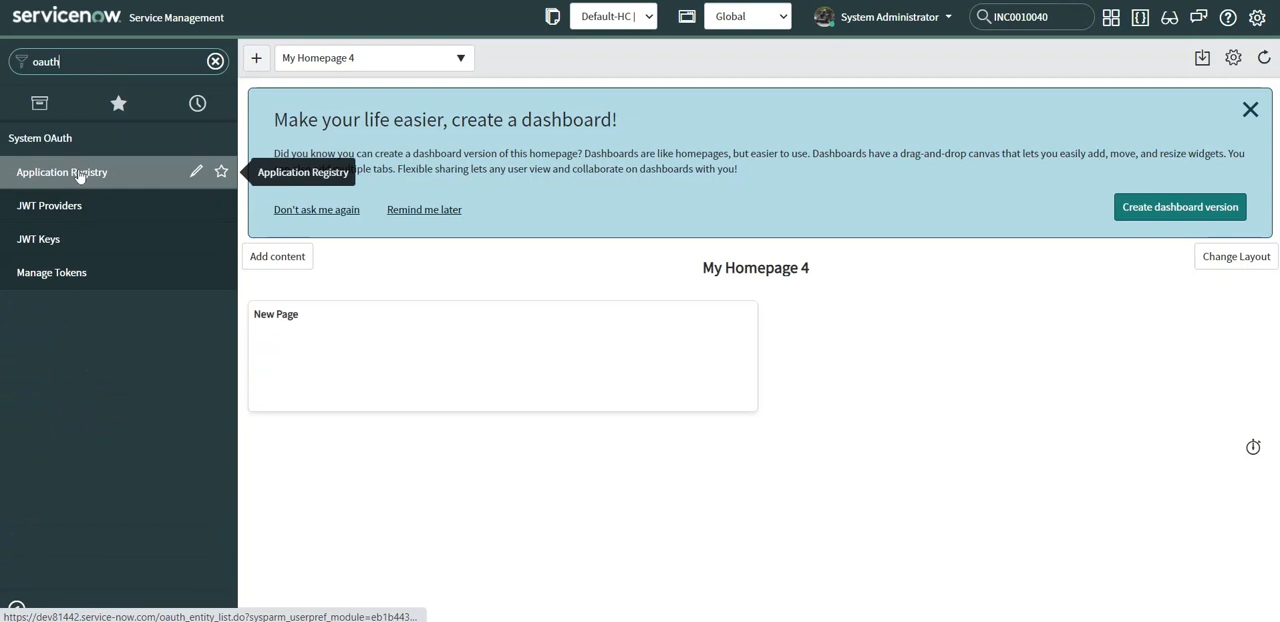 servicenow. Service Management
Default-HC |
Global
System Administrator
INC0010040
oauth
My Homepage 4
System OAuth
Application Registry
Application Registry
JWT Providers
JWT Keys
Manage Tokens
Make your life easier, create a dashboard!
Did you know you can create a dashboard version of this homepage? Dashboards are like homepages, but easier to use. Dashboards have a drag-and-drop canvas that lets you easily add, move, and resize widgets. You
ple tabs. Flexible sharing lets any user view and collaborate on dashboards with you!
Don't ask me again
Remind me later
Create dashboard version
Add content
My Homepage 4
Change Layout
New Page
https://dev81442.service-now.com/oauth_entity_list.do?sysparm_userpref_module=eb1b443...